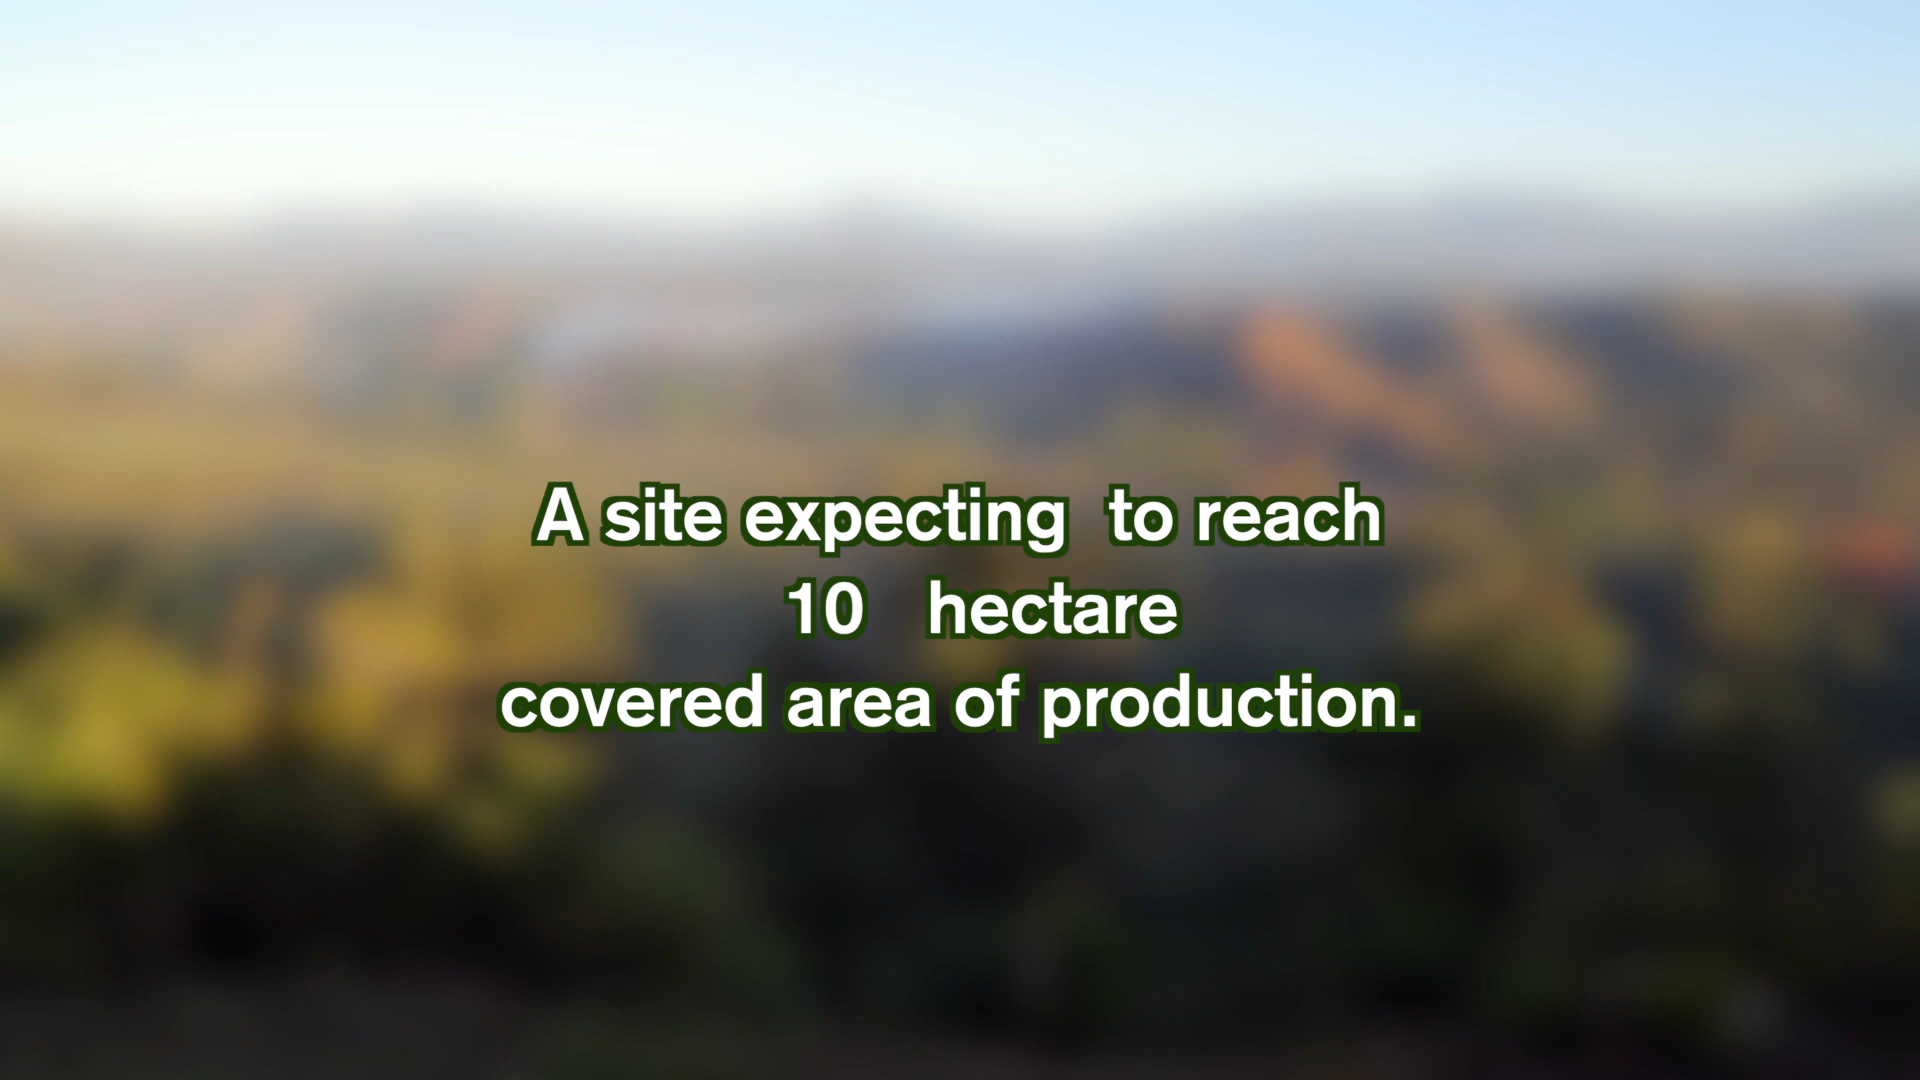 A site expecting  to reach
10   hectare
covered area of production.